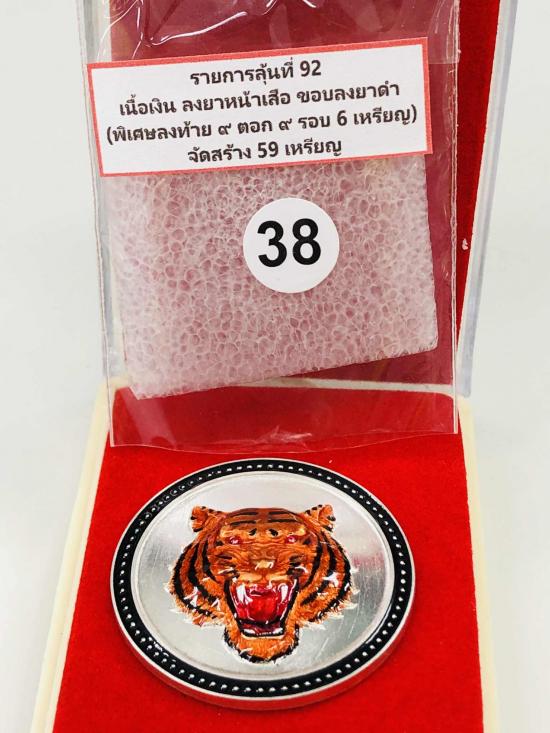 รายการลุ้นที่ 92
เนื้อเงิน ลงยาหน้าเสือ ขอบลงยาดำ
(พิเศษลงท้าย ๙ ตอก ๙ รอบ 6 เหรียญ)
จัดสร้าง 59 เหรียญ
38